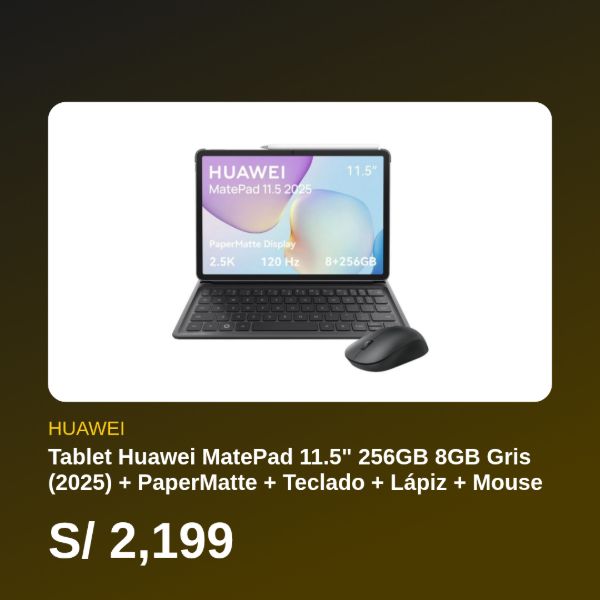 HUAWEI 11.5"
MatePad 11.5 2025
PaperMatte Display
2.5K 120 Hz 8+256GB
HUAWEI
Tablet Huawei MatePad 11.5" 256GB 8GB Gris
(2025) + PaperMatte + Teclado + Lápiz + Mouse
S/ 2,199